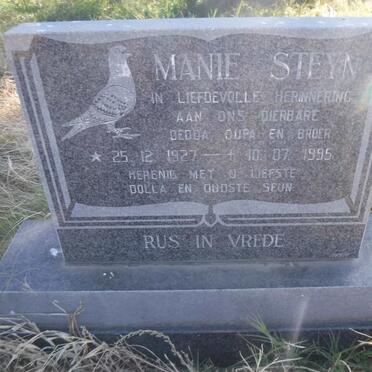 MANIE STEYN
IN LIEFDEVOLLE HERINNERING
AAN ONS DIERBARE
DEDDA, OUPA EN BROER
* 25. 12. 1927 — + 10. 07. 1995.
HERENIG MET U LIEFSTE
DOLLA EN OUDSTE SEUN.
RUS IN VREDE